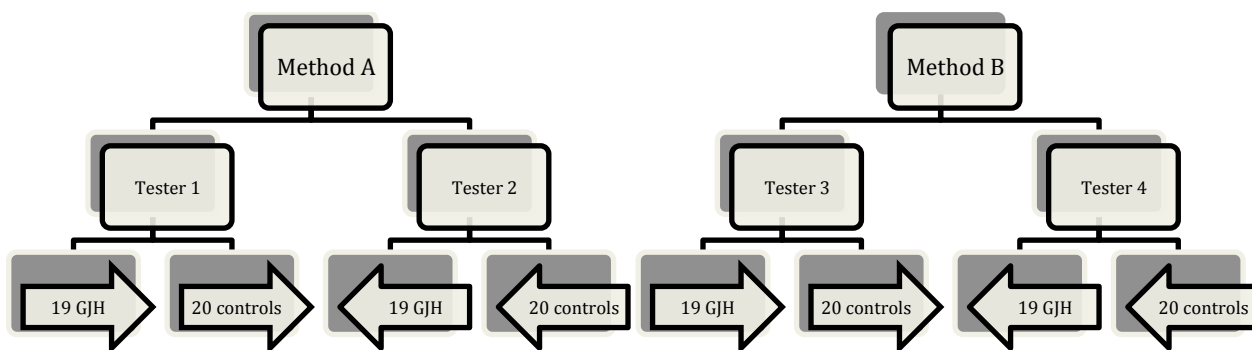 Method A
Method B
Tester 1
Tester 2
Tester 3
Tester 4
19 GJH
20 controls
19 GJH
20 controls
19 GJH
20 controls
19 GJH
20 controls